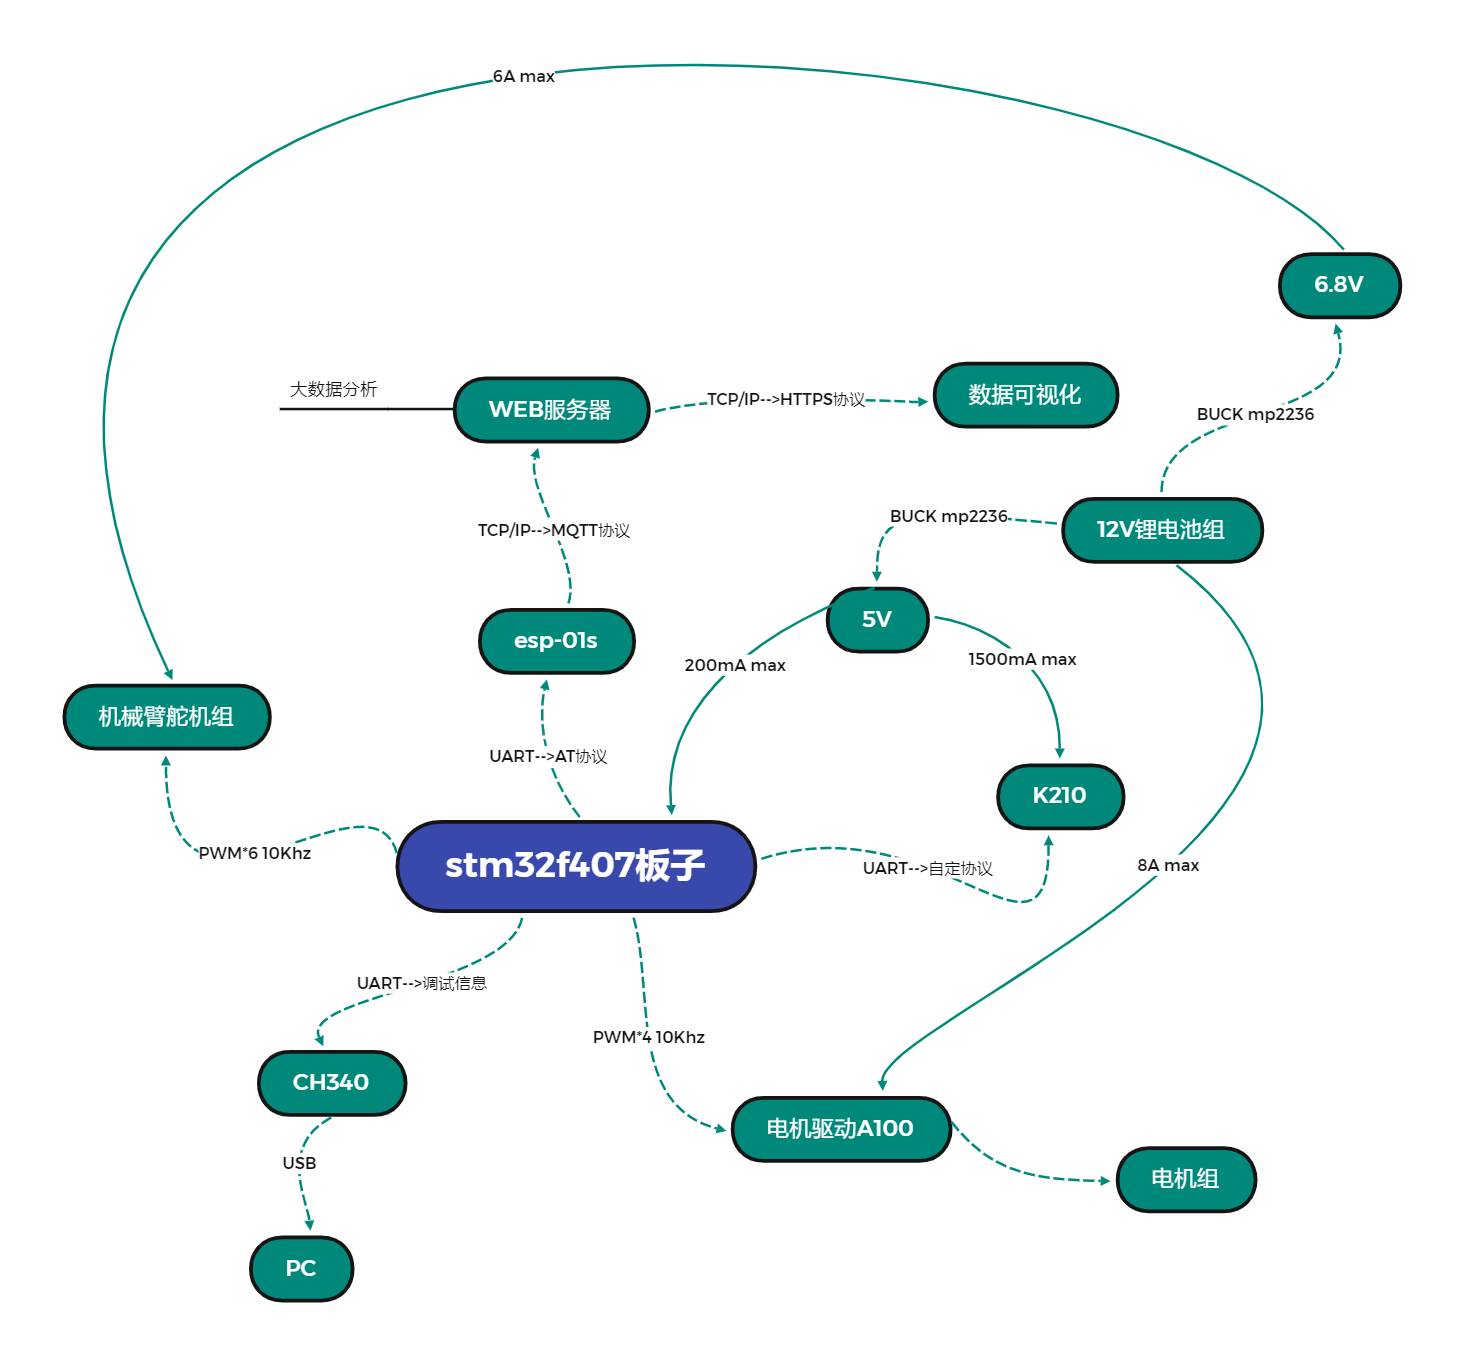 6A max
6.8V
大数据分析
WEB服务器
TCP/IP-->HTTPS协议
数据可视化
BUCK mp2236
BUCK mp2236
12V锂电池组
TCP/IP-->MQTT协议
5V
esp-01s
200mA max
1500mA max
机械臂舵机组
UART-->AT协议
K210
PWM*6 10Khz
stm32f407板子
UART-->自定协议
8A max
UART-->调试信息
PWM*4 10Khz
CH340
电机驱动A100
USB
电机组
PC